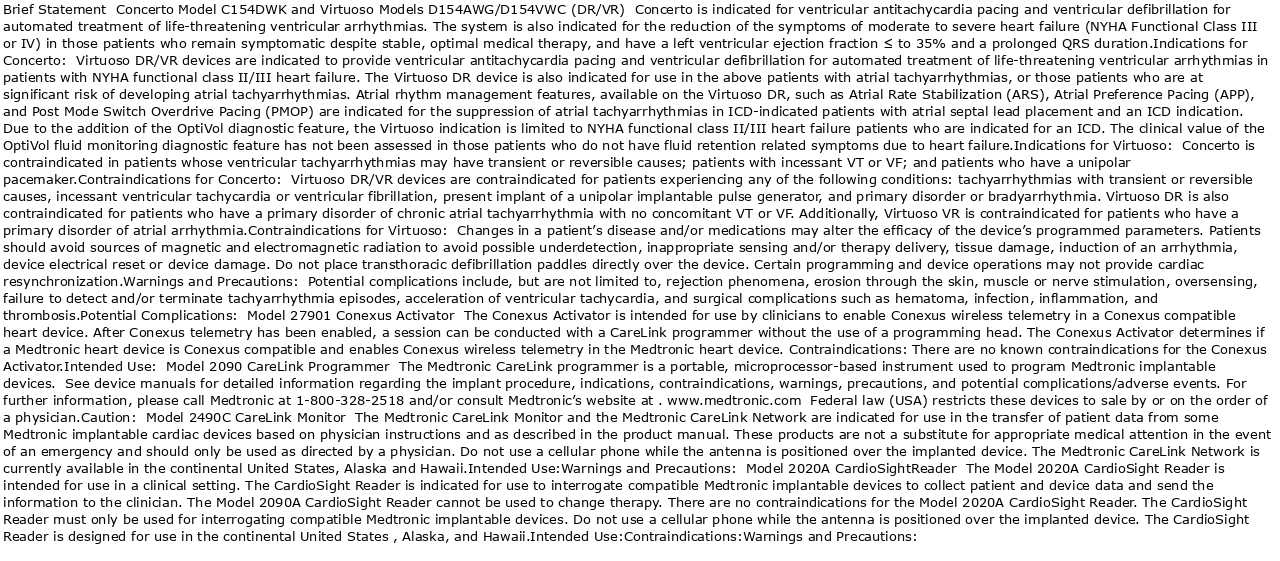 Brief Statement  Concerto Model C154DWK and Virtuoso Models D154AWG/D154VWC (DR/VR)  Concerto is indicated for ventricular antitachycardia pacing and ventricular defibrillation for
automated treatment of life-threatening ventricular arrhythmias. The system is also indicated for the reduction of the symptoms of moderate to severe heart failure (NYHA Functional Class III
or IV) in those patients who remain symptomatic despite stable, optimal medical therapy, and have a left ventricular ejection fraction ≤ to 35% and a prolonged QRS duration.Indications for
Concerto:  Virtuoso DR/VR devices are indicated to provide ventricular antitachycardia pacing and ventricular defibrillation for automated treatment of life-threatening ventricular arrhythmias in
patients with NYHA functional class II/III heart failure. The Virtuoso DR device is also indicated for use in the above patients with atrial tachyarrhythmias, or those patients who are at
significant risk of developing atrial tachyarrhythmias. Atrial rhythm management features, available on the Virtuoso DR, such as Atrial Rate Stabilization (ARS), Atrial Preference Pacing (APP),
and Post Mode Switch Overdrive Pacing (PMOP) are indicated for the suppression of atrial tachyarrhythmias in ICD-indicated patients with atrial septal lead placement and an ICD indication.
Due to the addition of the OptiVol diagnostic feature, the Virtuoso indication is limited to NYHA functional class II/III heart failure patients who are indicated for an ICD. The clinical value of the
OptiVol fluid monitoring diagnostic feature has not been assessed in those patients who do not have fluid retention related symptoms due to heart failure.Indications for Virtuoso:  Concerto is
contraindicated in patients whose ventricular tachyarrhythmias may have transient or reversible causes; patients with incessant VT or VF; and patients who have a unipolar
pacemaker.Contraindications for Concerto:  Virtuoso DR/VR devices are contraindicated for patients experiencing any of the following conditions: tachyarrhythmias with transient or reversible
causes, incessant ventricular tachycardia or ventricular fibrillation, present implant of a unipolar implantable pulse generator, and primary disorder or bradyarrhythmia. Virtuoso DR is also
contraindicated for patients who have a primary disorder of chronic atrial tachyarrhythmia with no concomitant VT or VF. Additionally, Virtuoso VR is contraindicated for patients who have a
primary disorder of atrial arrhythmia.Contraindications for Virtuoso:  Changes in a patient’s disease and/or medications may alter the efficacy of the device’s programmed parameters. Patients
should avoid sources of magnetic and electromagnetic radiation to avoid possible underdetection, inappropriate sensing and/or therapy delivery, tissue damage, induction of an arrhythmia,
device electrical reset or device damage. Do not place transthoracic defibrillation paddles directly over the device. Certain programming and device operations may not provide cardiac
resynchronization.Warnings and Precautions:  Potential complications include, but are not limited to, rejection phenomena, erosion through the skin, muscle or nerve stimulation, oversensing,
failure to detect and/or terminate tachyarrhythmia episodes, acceleration of ventricular tachycardia, and surgical complications such as hematoma, infection, inflammation, and
thrombosis.Potential Complications:  Model 27901 Conexus Activator  The Conexus Activator is intended for use by clinicians to enable Conexus wireless telemetry in a Conexus compatible
heart device. After Conexus telemetry has been enabled, a session can be conducted with a CareLink programmer without the use of a programming head. The Conexus Activator determines if
a Medtronic heart device is Conexus compatible and enables Conexus wireless telemetry in the Medtronic heart device. Contraindications: There are no known contraindications for the Conexus
Activator.Intended Use:  Model 2090 CareLink Programmer  The Medtronic CareLink programmer is a portable, microprocessor-based instrument used to program Medtronic implantable
devices.  See device manuals for detailed information regarding the implant procedure, indications, contraindications, warnings, precautions, and potential complications/adverse events. For
further information, please call Medtronic at 1-800-328-2518 and/or consult Medtronic’s website at . www.medtronic.com  Federal law (USA) restricts these devices to sale by or on the order of
a physician.Caution:  Model 2490C CareLink Monitor  The Medtronic CareLink Monitor and the Medtronic CareLink Network are indicated for use in the transfer of patient data from some
Medtronic implantable cardiac devices based on physician instructions and as described in the product manual. These products are not a substitute for appropriate medical attention in the event
of an emergency and should only be used as directed by a physician. Do not use a cellular phone while the antenna is positioned over the implanted device. The Medtronic CareLink Network is
currently available in the continental United States, Alaska and Hawaii.Intended Use:Warnings and Precautions:  Model 2020A CardioSightReader  The Model 2020A CardioSight Reader is
intended for use in a clinical setting. The CardioSight Reader is indicated for use to interrogate compatible Medtronic implantable devices to collect patient and device data and send the
information to the clinician. The Model 2090A CardioSight Reader cannot be used to change therapy. There are no contraindications for the Model 2020A CardioSight Reader. The CardioSight
Reader must only be used for interrogating compatible Medtronic implantable devices. Do not use a cellular phone while the antenna is positioned over the implanted device. The CardioSight
Reader is designed for use in the continental United States , Alaska, and Hawaii.Intended Use:Contraindications:Warnings and Precautions: